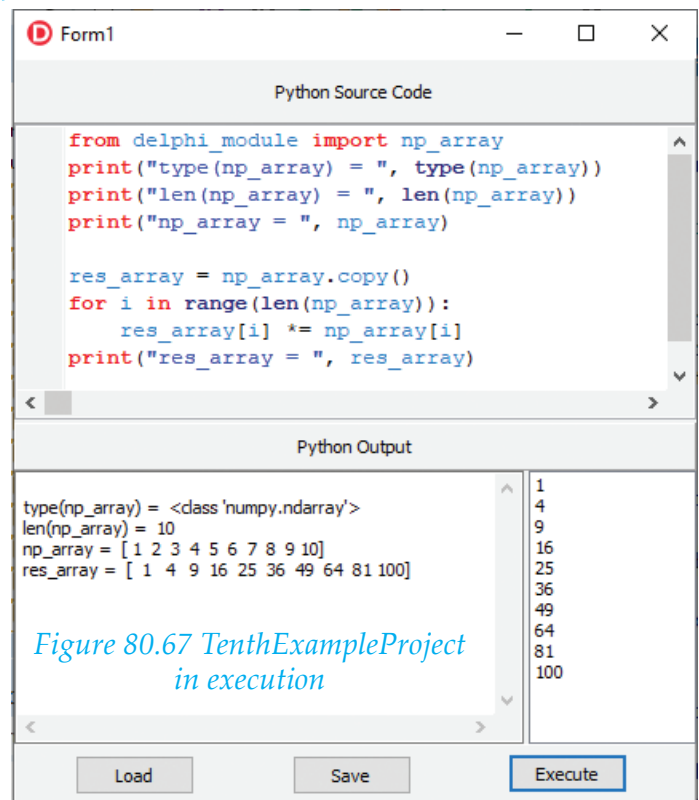 Form1
Python Source Code
from delphi_module import np_array
print("type(np_array) = ", type(np_array))
print("len(np_array) = ", len(np_array))
print("np_array = ", np_array)
res_array = np_array.copy()
for i in range(len(np_array)):
    res_array[i] *= np_array[i]
print("res_array = ", res_array)
Python Output
type(np_array) =  <class 'numpy.ndarray'>
len(np_array) =  10
np_array =  [ 1  2  3  4  5  6  7  8  9 10]
res_array =  [  1   4   9  16  25  36  49  64  81 100]
1
4
9
16
25
36
49
64
81
100
Figure 80.67 TenthExampleProject
in execution
Load
Save
Execute